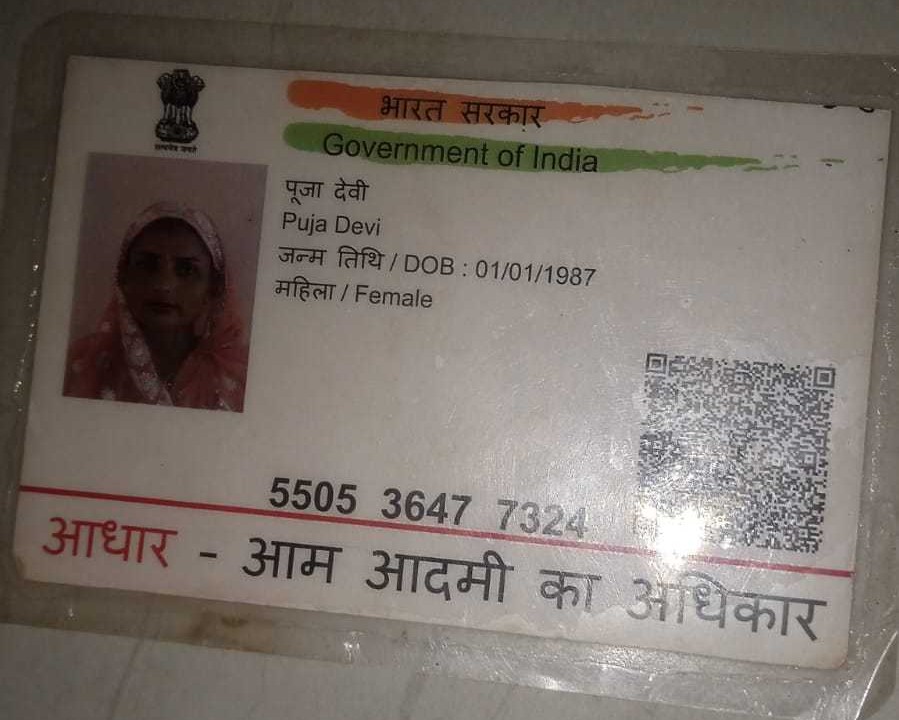 भारत सरकार
Government of India
पूजा देवी
Puja Devi
जन्म तिथि / DOB : 01/01/1987
महिला / Female
5505 3647 7324
आधार - आम आदमी का अधिकार